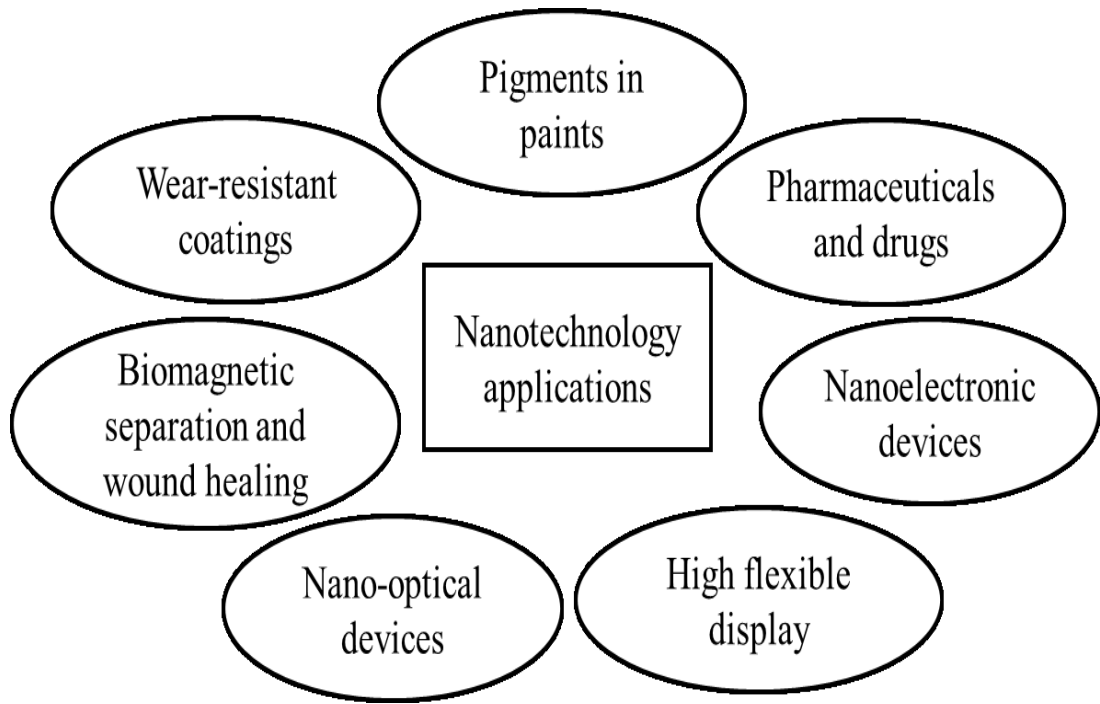 Pigments in
paints
Wear-resistant
coatings
Pharmaceuticals
and drugs
Nanotechnology
applications
Biomagnetic
separation and
wound healing
Nanoelectronic
devices
Nano-optical
devices
High flexible
display